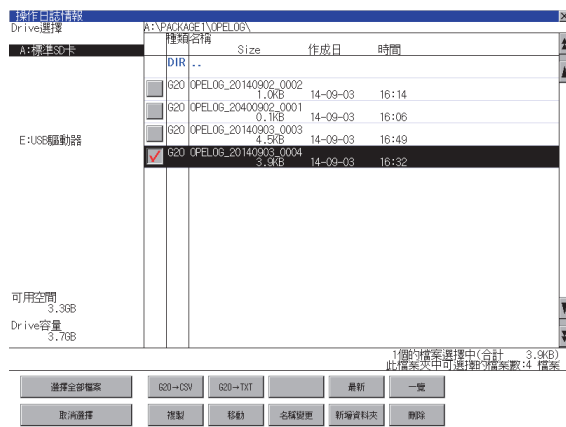 操作日誌情報
Drive選擇
A:\PACKAGE1\OPELOG\
種類 名稱
Size 作成日 時間
A:標準SD卡
DIR ..
G2O OPELOG_20140902_0002
1.0KB 14-09-03 16:14
G2O OPELOG_20400902_0001
0.1KB 14-09-03 16:06
G2O OPELOG_20140903_0003
4.5KB 14-09-03 16:49
E:USB驅動器
G2O OPELOG_20140903_0004
3.9KB 14-09-03 16:32
可用空間
3.3GB
Drive容量
3.7GB
1個的檔案選擇中(合計 3.9KB)
此檔案夾中可選擇的檔案數:4 檔案
選擇全部檔案 G2O→CSV G2O→TXT 最新 一覽
取消選擇 複製 移動 名稱變更 新增資料夾 刪除